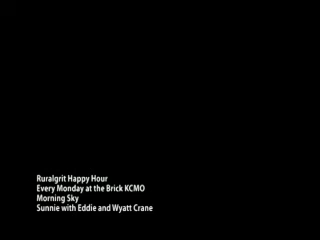 Ruralgrit Happy Hour
Every Monday at the Brick KCMO
Morning Sky
Sunnie with Eddie and Wyatt Crane